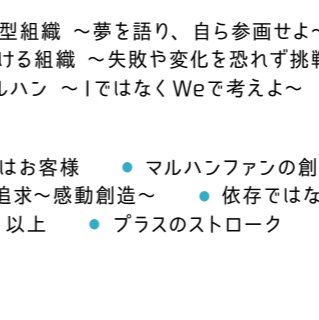 型組織 ～夢を語り、自ら参画せよ～
ける組織 ～失敗や変化を恐れず挑戦
ルハン ～IではなくWeで考えよ～
はお客様 ● マルハンファンの創
追求～感動創造～ ● 依存ではな
以上 ● プラスのストローク